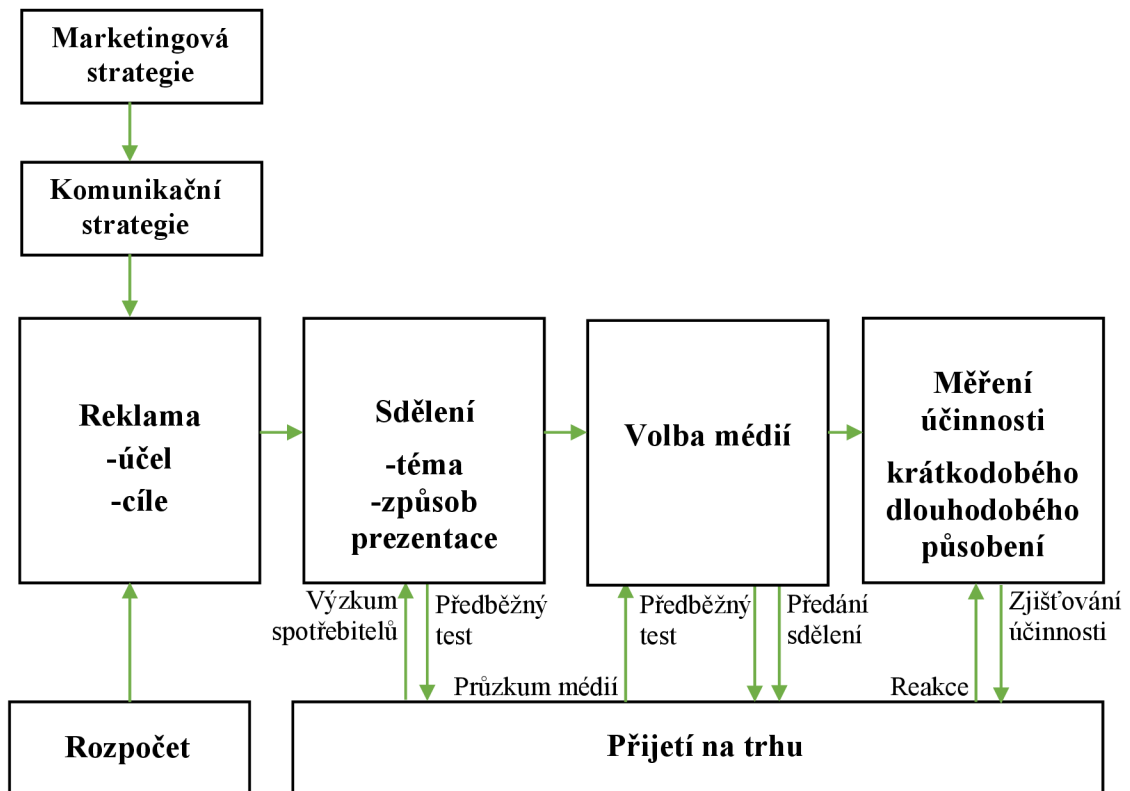 Marketingová
strategie
Komunikační
strategie
Reklama
-účel
-cíle
Sdělení
-téma
-způsob
prezentace
Volba médií
Měření
účinnosti
krátkodobého
dlouhodobého
působení
Výzkum
spotřebitelů
Předběžný
test
Průzkum médií
Předběžný
test
Předání
sdělení
Reakce
Zjišťování
účinnosti
Rozpočet
Přijetí na trhu